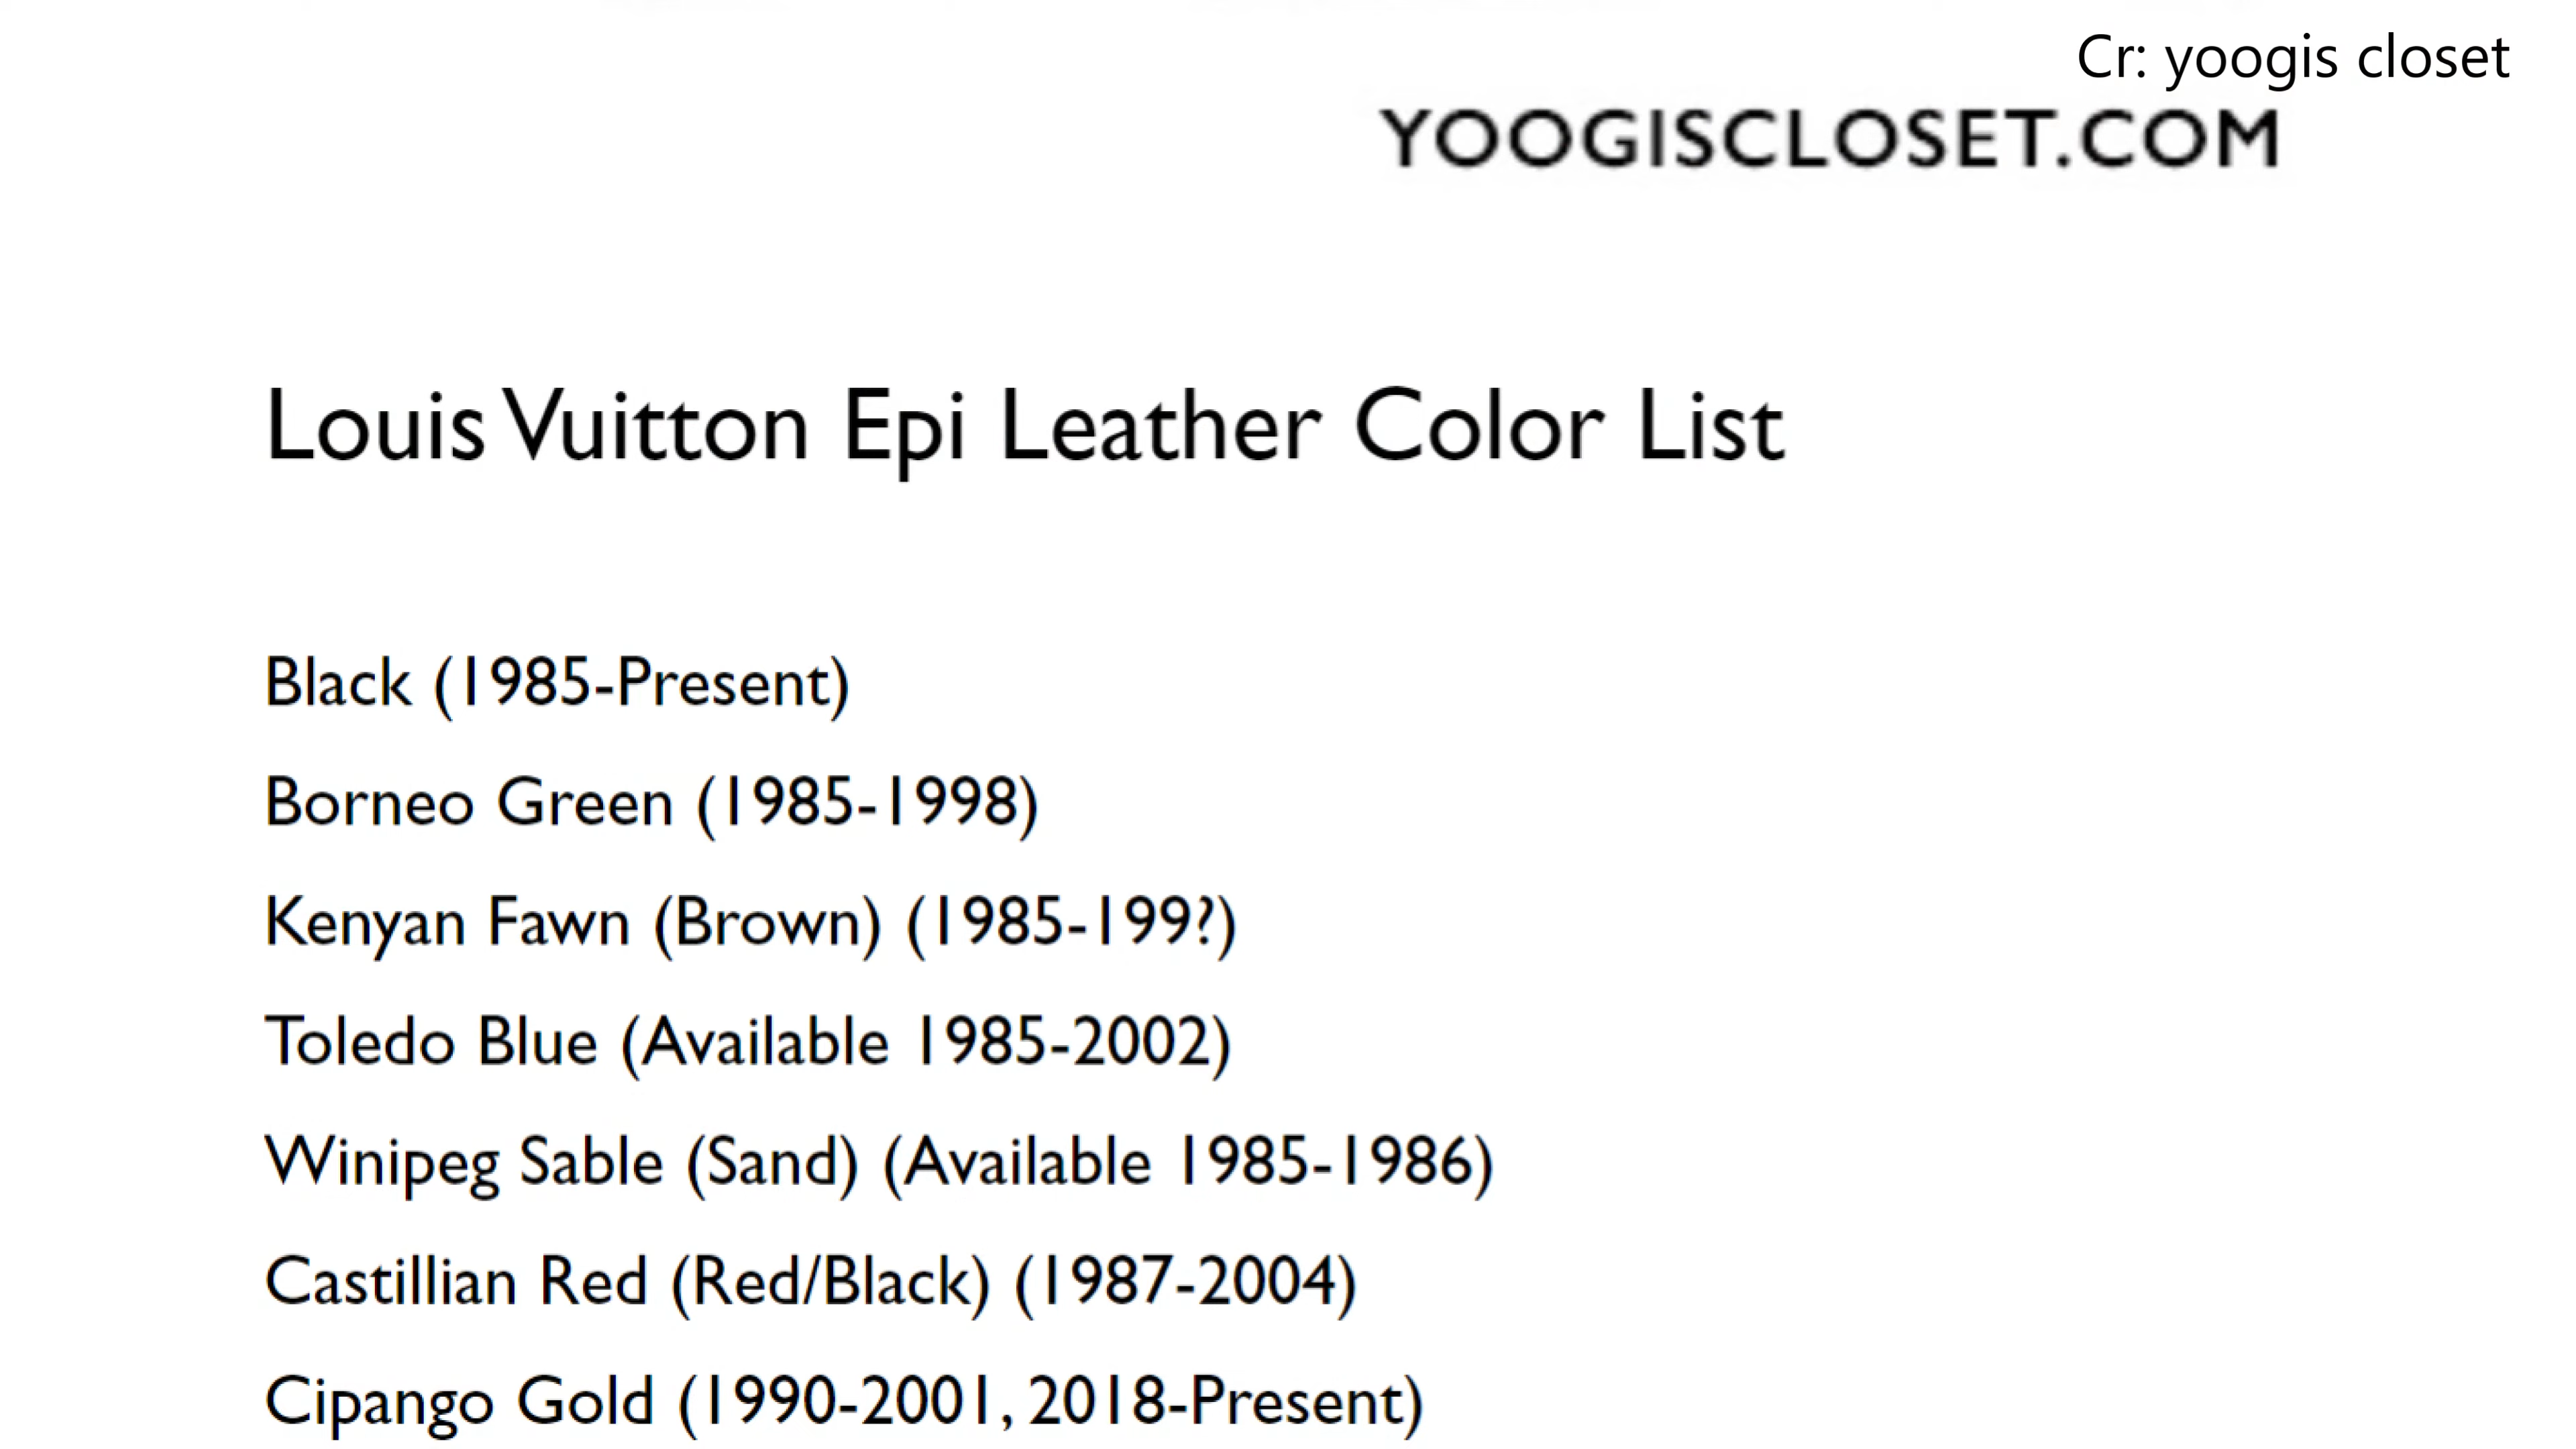 Cr: yoogis closet
YOOGISCLOSET.COM
Louis Vuitton Epi Leather Color List
Black (1985-Present)
Borneo Green (1985-1998)
Kenyan Fawn (Brown) (1985-199?)
Toledo Blue (Available 1985-2002)
Winipeg Sable (Sand) (Available 1985-1986)
Castillian Red (Red/Black) (1987-2004)
Cipango Gold (1990-2001, 2018-Present)